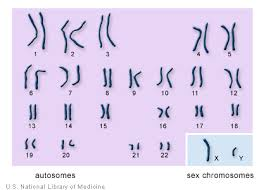 1 2 3 4 5
6 7 8 9 10 11 12
13 14 15 16 17 18
19 20 21 22 X Y
autosomes sex chromosomes
U.S. National Library of Medicine